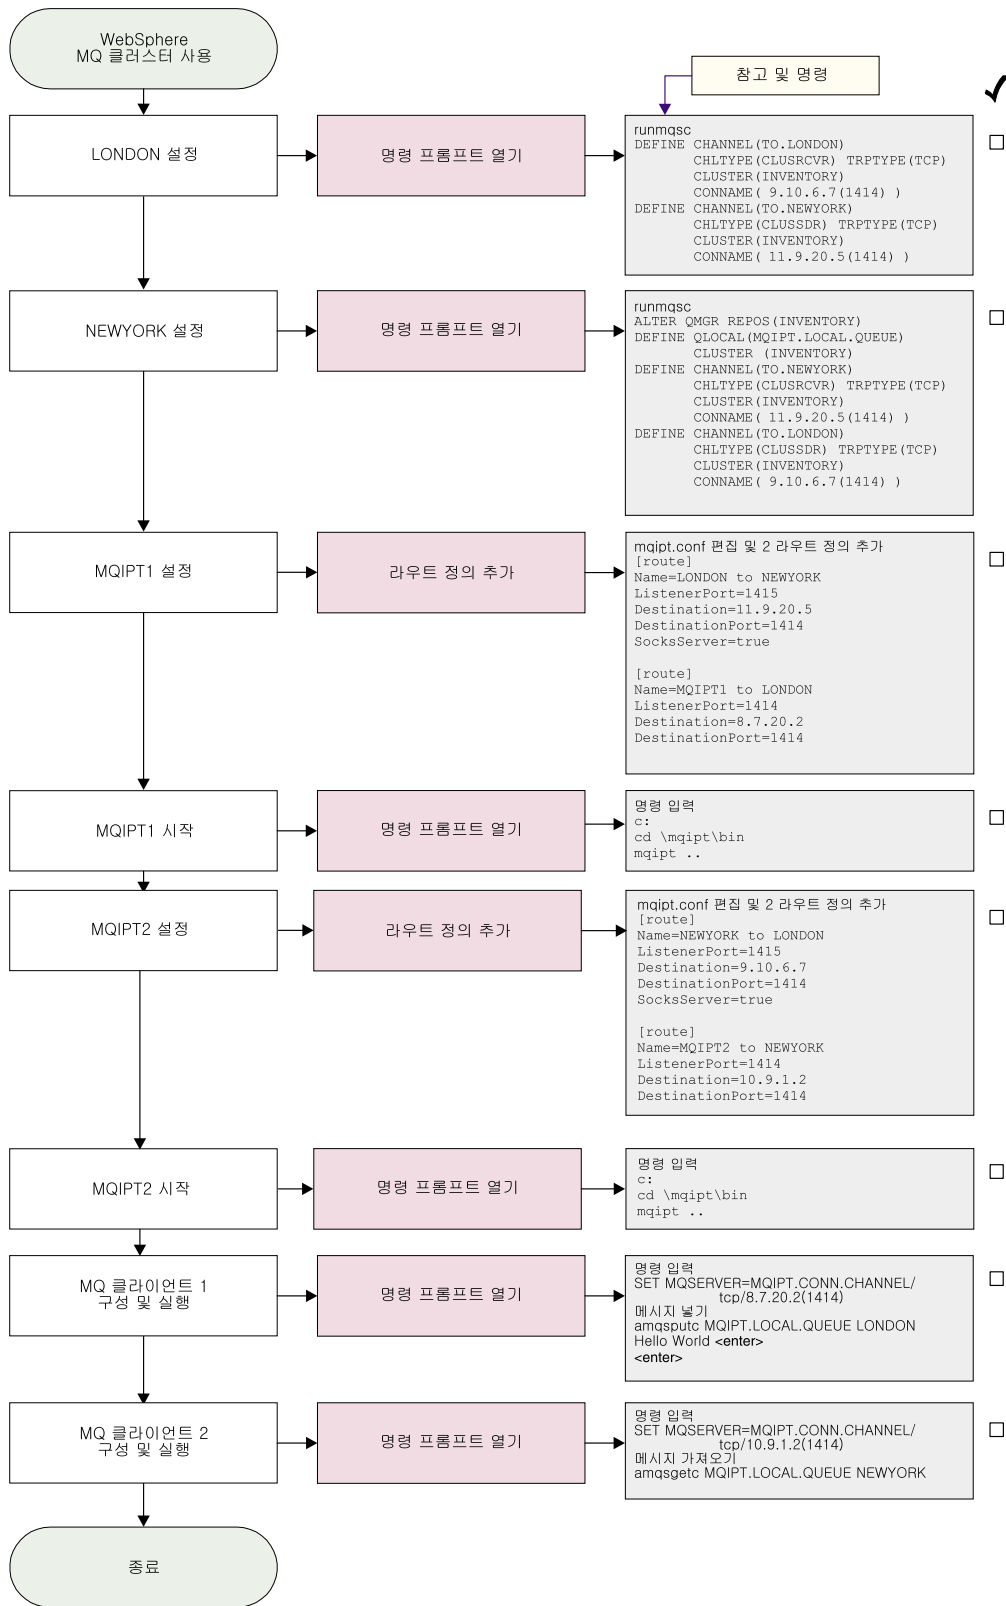 WebSphere
MQ 클러스터 사용
참고 및 명령
LONDON 설정
명령 프롬프트 열기
runmqsc
DEFINE CHANNEL(TO.LONDON)
CHLTYPE(CLUSRCVR) TRPTYPE(TCP)
CLUSTER(INVENTORY)
CONNAME( 9.10.6.7(1414) )
DEFINE CHANNEL(TO.NEWYORK)
CHLTYPE(CLUSSDR) TRPTYPE(TCP)
CLUSTER(INVENTORY)
CONNAME( 11.9.20.5(1414) )
NEWYORK 설정
명령 프롬프트 열기
runmqsc
ALTER QMGR REPOS(INVENTORY)
DEFINE QLOCAL(MQIPT.LOCAL.QUEUE)
CLUSTER (INVENTORY)
DEFINE CHANNEL(TO.NEWYORK)
CHLTYPE(CLUSRCVR) TRPTYPE(TCP)
CLUSTER(INVENTORY)
CONNAME( 11.9.20.5(1414) )
DEFINE CHANNEL(TO.LONDON)
CHLTYPE(CLUSSDR) TRPTYPE(TCP)
CLUSTER(INVENTORY)
CONNAME( 9.10.6.7(1414) )
MQIPT1 설정
라우트 정의 추가
mqipt.conf 편집 및 2 라우트 정의 추가
[route]
Name=LONDON to NEWYORK
ListenerPort=1415
Destination=11.9.20.5
DestinationPort=1414
SocksServer=true
[route]
Name=MQIPT1 to LONDON
ListenerPort=1414
Destination=8.7.20.2
DestinationPort=1414
MQIPT1 시작
명령 프롬프트 열기
명령 입력
c:
cd \mqipt\bin
mqipt ..
MQIPT2 설정
라우트 정의 추가
mqipt.conf 편집 및 2 라우트 정의 추가
[route]
Name=NEWYORK to LONDON
ListenerPort=1415
Destination=9.10.6.7
DestinationPort=1414
SocksServer=true
[route]
Name=MQIPT2 to NEWYORK
ListenerPort=1414
Destination=10.9.1.2
DestinationPort=1414
MQIPT2 시작
명령 프롬프트 열기
명령 입력
c:
cd \mqipt\bin
mqipt ..
MQ 클라이언트 1
구성 및 실행
명령 프롬프트 열기
명령 입력
SET MQSERVER=MQIPT.CONN.CHANNEL/
tcp/8.7.20.2(1414)
메시지 넣기
amqsputc MQIPT.LOCAL.QUEUE LONDON
Hello World <enter>
<enter>
MQ 클라이언트 2
구성 및 실행
명령 프롬프트 열기
명령 입력
SET MQSERVER=MQIPT.CONN.CHANNEL/
tcp/10.9.1.2(1414)
메시지 가져오기
amqsgetc MQIPT.LOCAL.QUEUE NEWYORK
종료